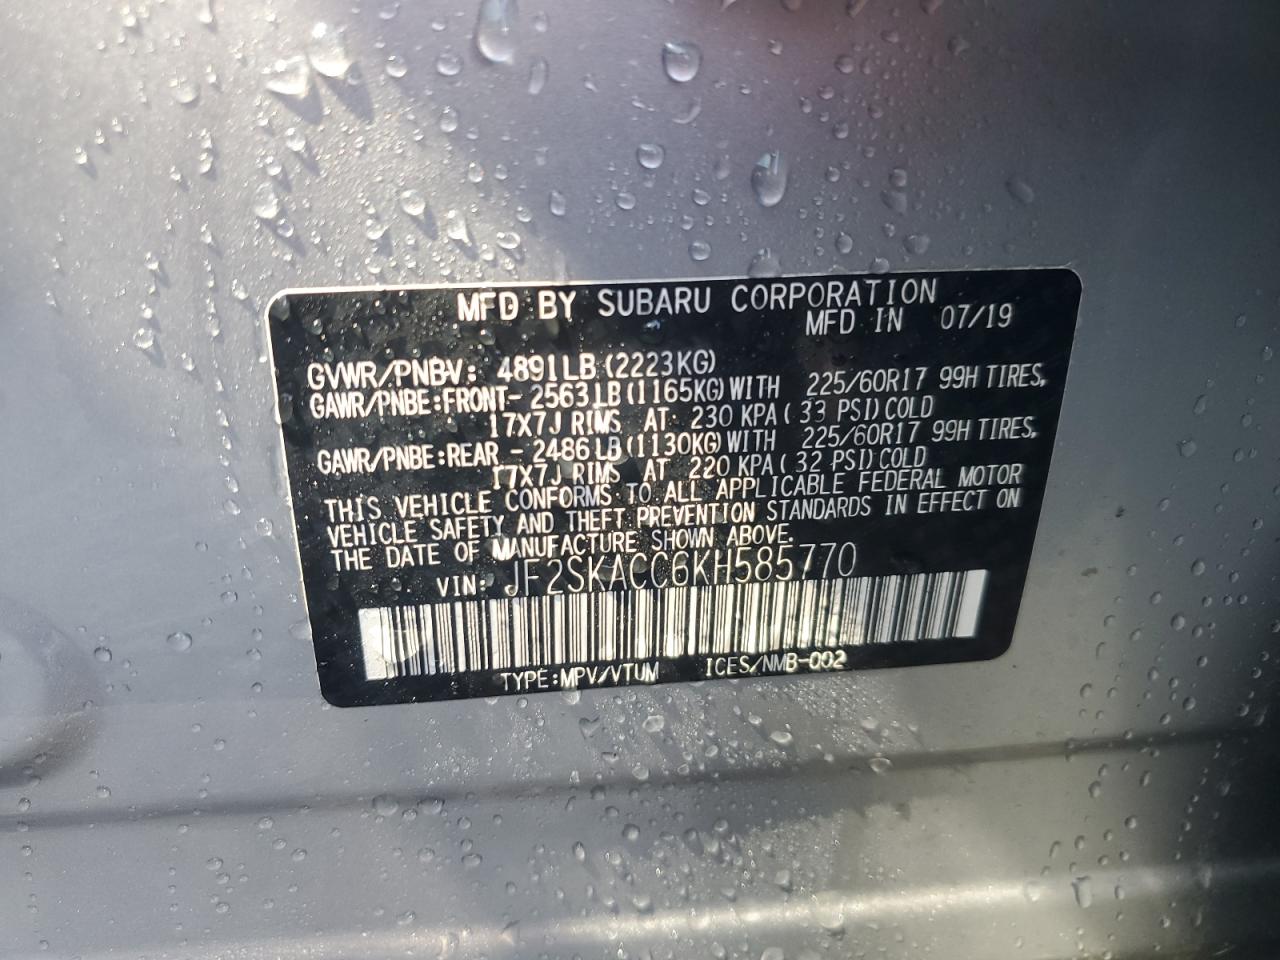 MFD BY SUBARU CORPORATION
MFD IN 07/19
GVWR/PNBV: 4891LB (2223KG)
GAWR/PNBE:FRONT- 2563LB(1165KG)WITH 225/60R17 99H TIRES,
17X7J RIMS AT 230 KPA(33 PSI)COLD
GAWR/PNBE:REAR - 2486LB(1130KG)WITH 225/60R17 99H TIRES,
17X7J RIMS AT 220 KPA(32 PSI)COLD
THIS VEHICLE CONFORMS TO ALL APPLICABLE FEDERAL MOTOR
VEHICLE SAFETY AND THEFT PREVENTION STANDARDS IN EFFECT ON
THE DATE OF MANUFACTURE SHOWN ABOVE.
VIN: JF2SKACC6KH585770
TYPE:MPV/VTUM ICES/NMB-002